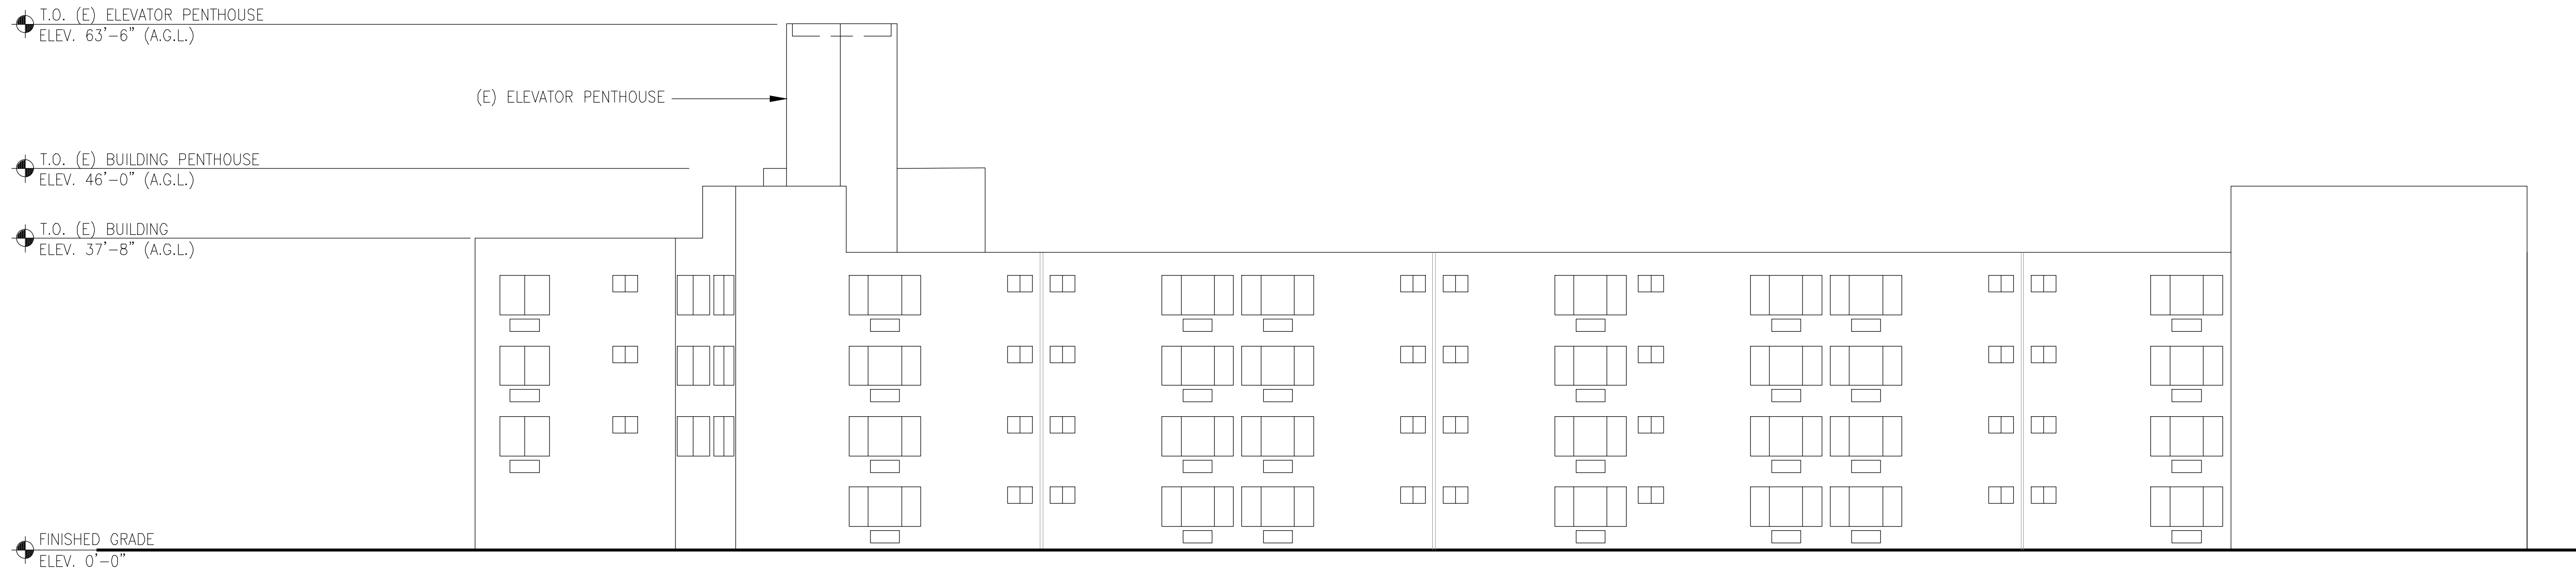 T.O. (E) ELEVATOR PENTHOUSE
ELEV. 63'-6" (A.G.L.)
(E) ELEVATOR PENTHOUSE
T.O. (E) BUILDING PENTHOUSE
ELEV. 46'-0" (A.G.L.)
T.O. (E) BUILDING
ELEV. 37'-8" (A.G.L.)
FINISHED GRADE
ELEV. 0'-0"